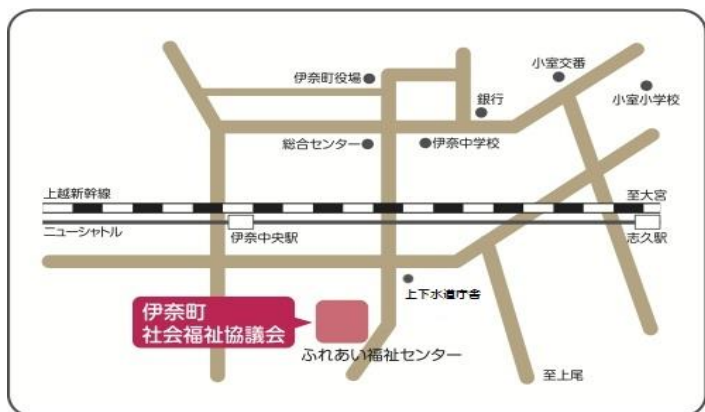 小室交番
伊奈町役場
銀行
小室小学校
総合センター
伊奈中学校
上越新幹線
至大宮
ニューシャトル
伊奈中央駅
志久駅
上下水道庁舎
伊奈町
社会福祉協議会
ふれあい福祉センター
至上尾